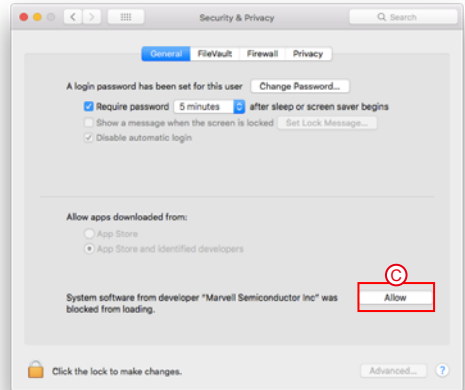 Security & Privacy
Search
General FileVault Firewall Privacy
A login password has been set for this user Change Password...
Require password 5 minutes after sleep or screen saver begins
Show a message when the screen is locked Set Lock Message...
Disable automatic login
Allow apps downloaded from:
App Store
App Store and identified developers
C
System software from developer "Marvell Semiconductor Inc" was Allow
blocked from loading.
Click the lock to make changes. Advanced... ?